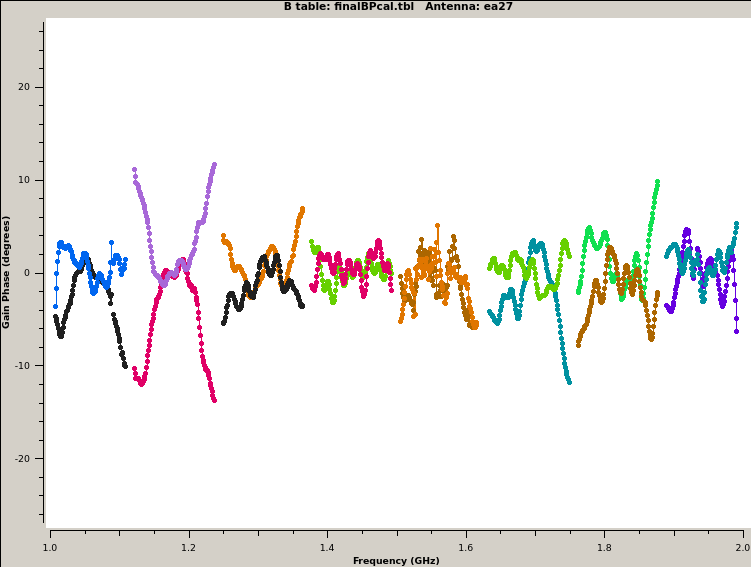 B table: finalBPcal.tbl   Antenna: ea27
Gain Phase (degrees)
20
10
0
-10
-20
1.0 1.2 1.4 1.6 1.8 2.0
Frequency (GHz)